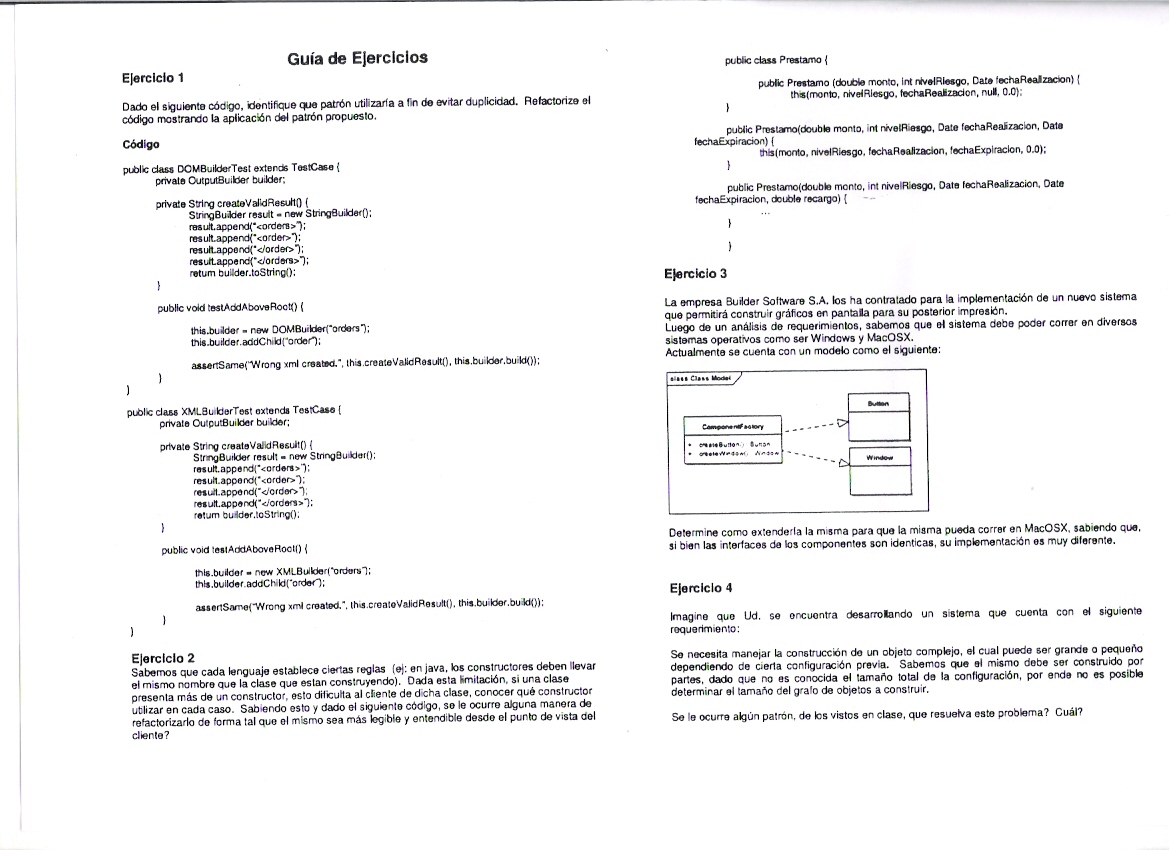 Guía de Ejercicios
Ejercicio 1
Dado el siguiente código, identifique que patrón utilizaría a fin de evitar duplicidad. Refactorize el
código mostrando la aplicación del patrón propuesto.
Código
public class DOMBuilderTest extends TestCase {
private OutputBuilder builder;
private String createValidResult() {
StringBuilder result = new StringBuilder();
result.append("<orders>");
result.append("<order>");
result.append("</order>");
result.append("</orders>");
return builder.toString();
}
public void testAddAboveRoot() {
this.builder = new DOMBuilder("orders");
this.builder.addChild("order");
assertSame("Wrong xml created.", this.createValidResult(), this.builder.build());
}
}
public class XMLBuilderTest extends TestCase {
private OutputBuilder builder;
private String createValidResult() {
StringBuilder result = new StringBuilder();
result.append("<orders>");
result.append("<order>");
result.append("</order>");
result.append("</orders>");
return builder.toString();
}
public void testAddAboveRoot() {
this.builder = new XMLBuilder("orders");
this.builder.addChild("order");
assertSame("Wrong xml created.", this.createValidResult(), this.builder.build());
}
}
Ejercicio 2
Sabemos que cada lenguaje establece ciertas reglas (ej: en java, los constructores deben llevar
el mismo nombre que la clase que estan construyendo). Dada esta limitación, si una clase
presenta más de un constructor, esto dificulta al cliente de dicha clase, conocer qué constructor
utilizar en cada caso. Sabiendo esto y dado el siguiente código, se le ocurre alguna manera de
refactorizarlo de forma tal que el mismo sea más legible y entendible desde el punto de vista del
cliente?
public class Prestamo {
public Prestamo (double monto, int nivelRiesgo, Date fechaRealizacion) {
this(monto, nivelRiesgo, fechaRealizacion, null, 0.0);
}
public Prestamo(double monto, int nivelRiesgo, Date fechaRealizacion, Date
fechaExpiracion) {
this(monto, nivelRiesgo, fechaRealizacion, fechaExpiracion, 0.0);
}
public Prestamo(double monto, int nivelRiesgo, Date fechaRealizacion, Date
fechaExpiracion, double recargo) {
...
}
}
Ejercicio 3
La empresa Builder Software S.A. los ha contratado para la implementación de un nuevo sistema
que permitirá construir gráficos en pantalla para su posterior impresión.
Luego de un análisis de requerimientos, sabemos que el sistema debe poder correr en diversos
sistemas operativos como ser Windows y MacOSX.
Actualmente se cuenta con un modelo como el siguiente:
class Class Model
Button
ComponentFactory
+ createButton() : Button
+ createWindow() : Window
Window
Determine como extendería la misma para que la misma pueda correr en MacOSX, sabiendo que,
si bien las interfaces de los componentes son identicas, su implementación es muy diferente.
Ejercicio 4
Imagine que Ud. se encuentra desarrollando un sistema que cuenta con el siguiente
requerimiento:
Se necesita manejar la construcción de un objeto complejo, el cual puede ser grande o pequeño
dependiendo de cierta configuración previa. Sabemos que el mismo debe ser construido por
partes, dado que no es conocida el tamaño total de la configuración, por ende no es posible
determinar el tamaño del grafo de objetos a construir.
Se le ocurre algún patrón, de los vistos en clase, que resuelva este problema? Cuál?